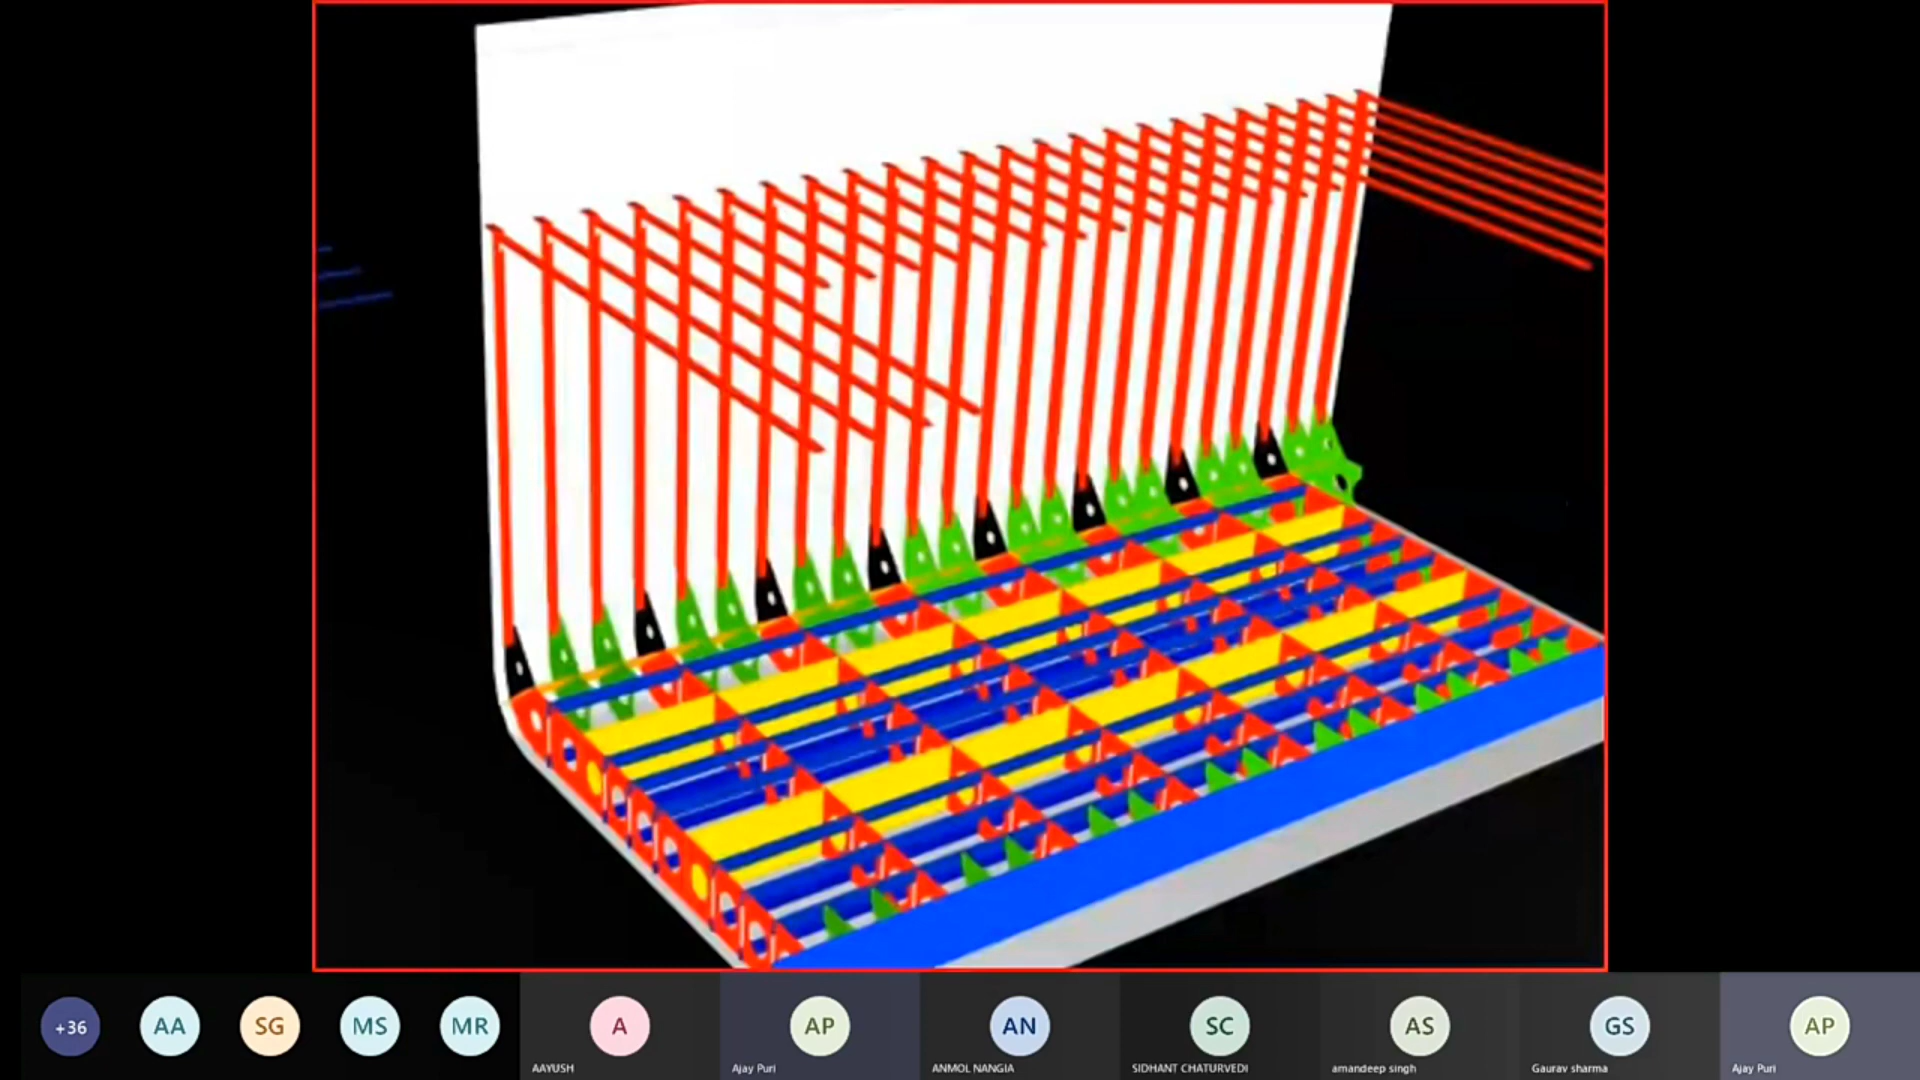 +36
AA
SG
MS
MR
A
AAYUSH
AP
Ajay Puri
AN
ANMOL NANGIA
SC
SIDHANT CHATURVEDI
AS
amandeep singh
GS
Gaurav sharma
AP
Ajay Puri